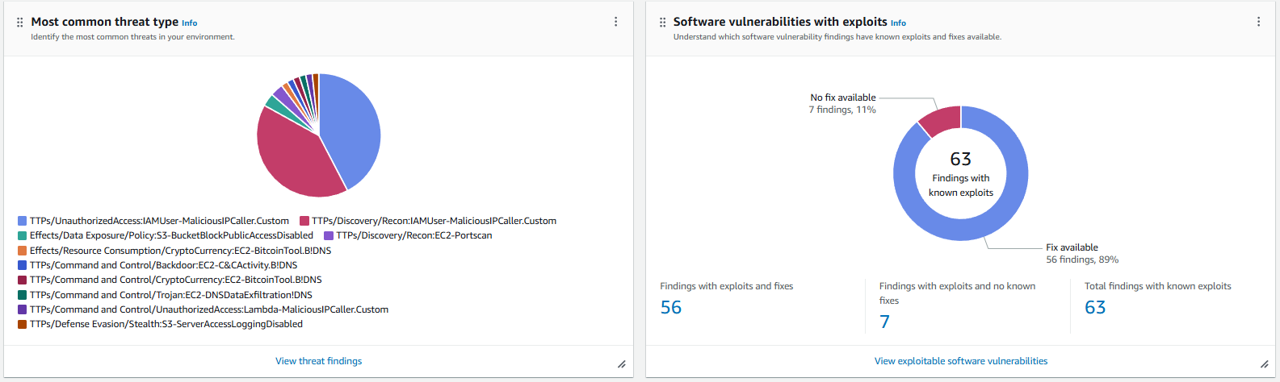 Most common threat type Info
Identify the most common threats in your environment.
TTPs/UnauthorizedAccess:IAMUser-MaliciousIPCaller.Custom TTPs/Discovery/Recon:IAMUser-MaliciousIPCaller.Custom
Effects/Data Exposure/Policy:S3-BucketBlockPublicAccessDisabled TTPs/Discovery/Recon:EC2-Portscan
Effects/Resource Consumption/CryptoCurrency:EC2-BitcoinTool.B!DNS
TTPs/Command and Control/Backdoor:EC2-C&CActivity.B!DNS
TTPs/Command and Control/CryptoCurrency:EC2-BitcoinTool.B!DNS
TTPs/Command and Control/Trojan:EC2-DNSDataExfiltration!DNS
TTPs/Command and Control/UnauthorizedAccess:Lambda-MaliciousIPCaller.Custom
TTPs/Defense Evasion/Stealth:S3-ServerAccessLoggingDisabled
View threat findings
Software vulnerabilities with exploits Info
Understand which software vulnerability findings have known exploits and fixes available.
No fix available
7 findings, 11%
63
Findings with
known exploits
Fix available
56 findings, 89%
Findings with exploits and fixes
56
Findings with exploits and no known
fixes
7
Total findings with known exploits
63
View exploitable software vulnerabilities